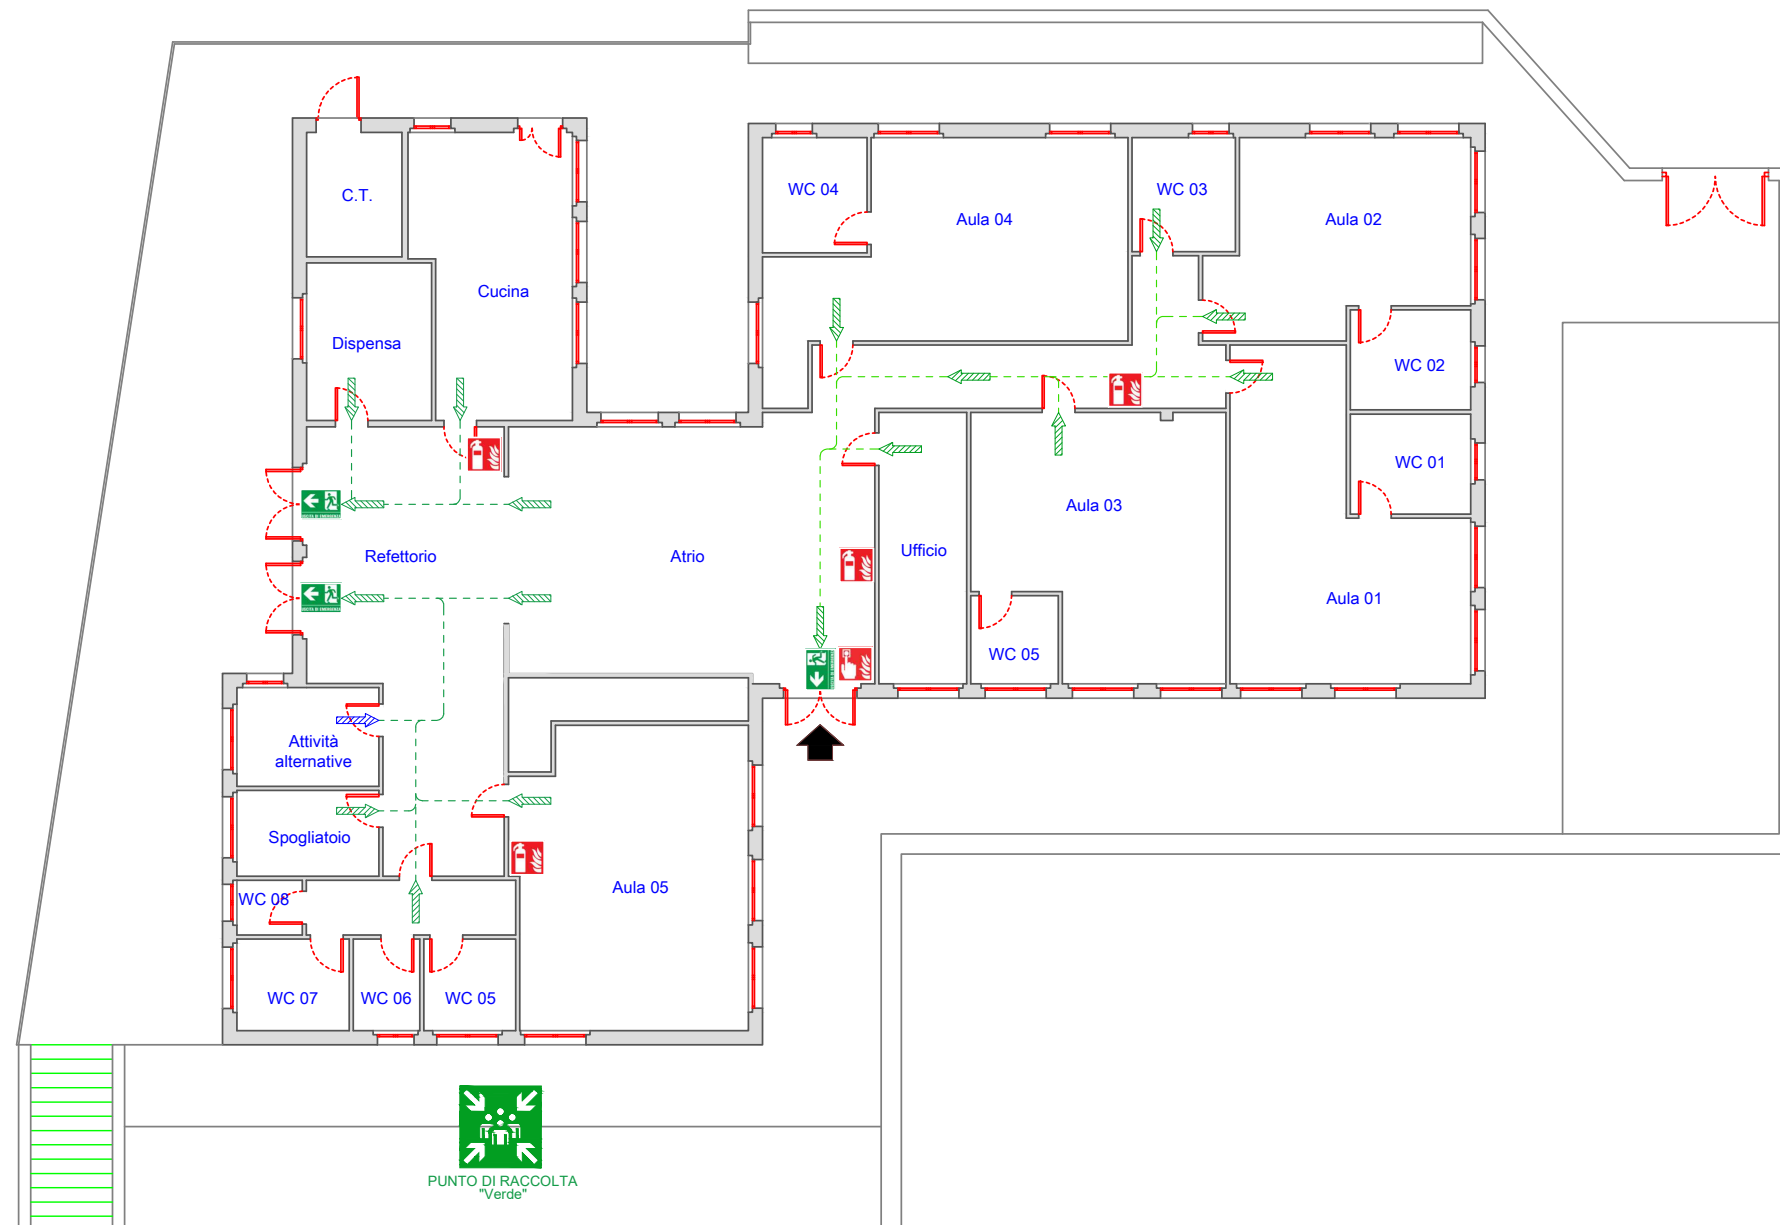 C.T.
WC 04
Aula 04
WC 03
Aula 02
Cucina
Dispensa
WC 02
WC 01
Aula 03
Refettorio
Atrio
Ufficio
Aula 01
WC 05
Attività
alternative
Spogliatoio
Aula 05
WC 08
WC 07
WC 06
WC 05
PUNTO DI RACCOLTA
"Verde"